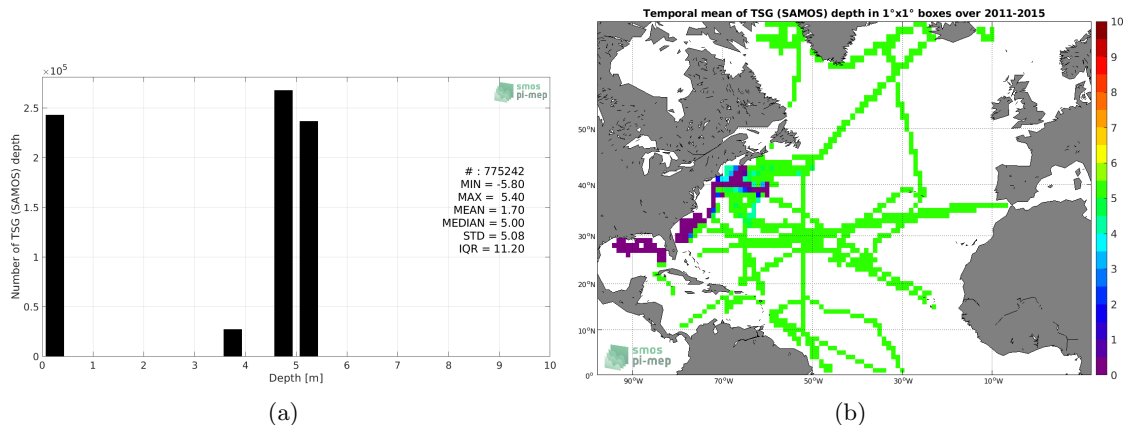 ×10⁵
2.5
2
1.5
1
0.5
0
Number of TSG (SAMOS) depth
0 1 2 3 4 5 6 7 8 9 10
Depth [m]
smos
pi-mep
# : 775242
MIN = -5.80
MAX = 5.40
MEAN = 1.70
MEDIAN = 5.00
STD = 5.08
IQR = 11.20
(a)
Temporal mean of TSG (SAMOS) depth in 1°x1° boxes over 2011-2015
50°N
40°N
30°N
20°N
10°N
0°
90°W 70°W 50°W 30°W 10°W
smos
pi-mep
10
9
8
7
6
5
4
3
2
1
0
(b)